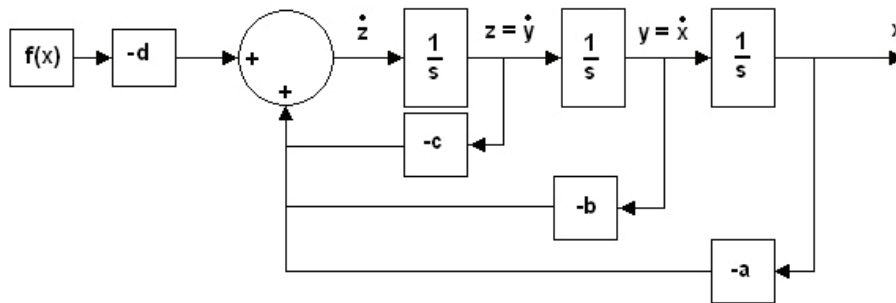 f(x)
-d
+
+
ż
1
s
z = ẏ
1
s
y = ẋ
1
s
x
-c
-b
-a